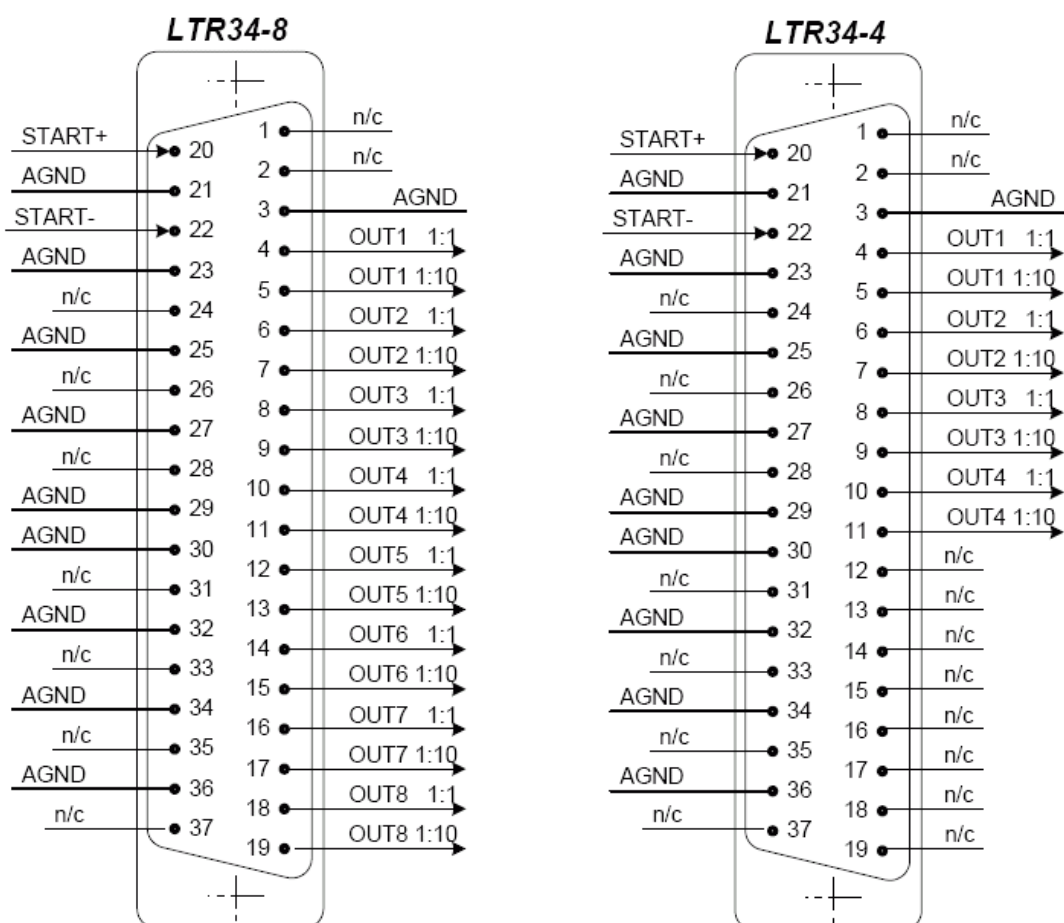 LTR34-8
START+ 20
AGND 21
START- 22
AGND 23
n/c 24
AGND 25
n/c 26
AGND 27
n/c 28
AGND 29
AGND 30
n/c 31
AGND 32
n/c 33
AGND 34
n/c 35
AGND 36
n/c 37
1 n/c
2 n/c
3 AGND
4 OUT1 1:1
5 OUT1 1:10
6 OUT2 1:1
7 OUT2 1:10
8 OUT3 1:1
9 OUT3 1:10
10 OUT4 1:1
11 OUT4 1:10
12 OUT5 1:1
13 OUT5 1:10
14 OUT6 1:1
15 OUT6 1:10
16 OUT7 1:1
17 OUT7 1:10
18 OUT8 1:1
19 OUT8 1:10
LTR34-4
START+ 20
AGND 21
START- 22
AGND 23
n/c 24
AGND 25
n/c 26
AGND 27
n/c 28
AGND 29
AGND 30
n/c 31
AGND 32
n/c 33
AGND 34
n/c 35
AGND 36
n/c 37
1 n/c
2 n/c
3 AGND
4 OUT1 1:1
5 OUT1 1:10
6 OUT2 1:1
7 OUT2 1:10
8 OUT3 1:1
9 OUT3 1:10
10 OUT4 1:1
11 OUT4 1:10
12 n/c
13 n/c
14 n/c
15 n/c
16 n/c
17 n/c
18 n/c
19 n/c